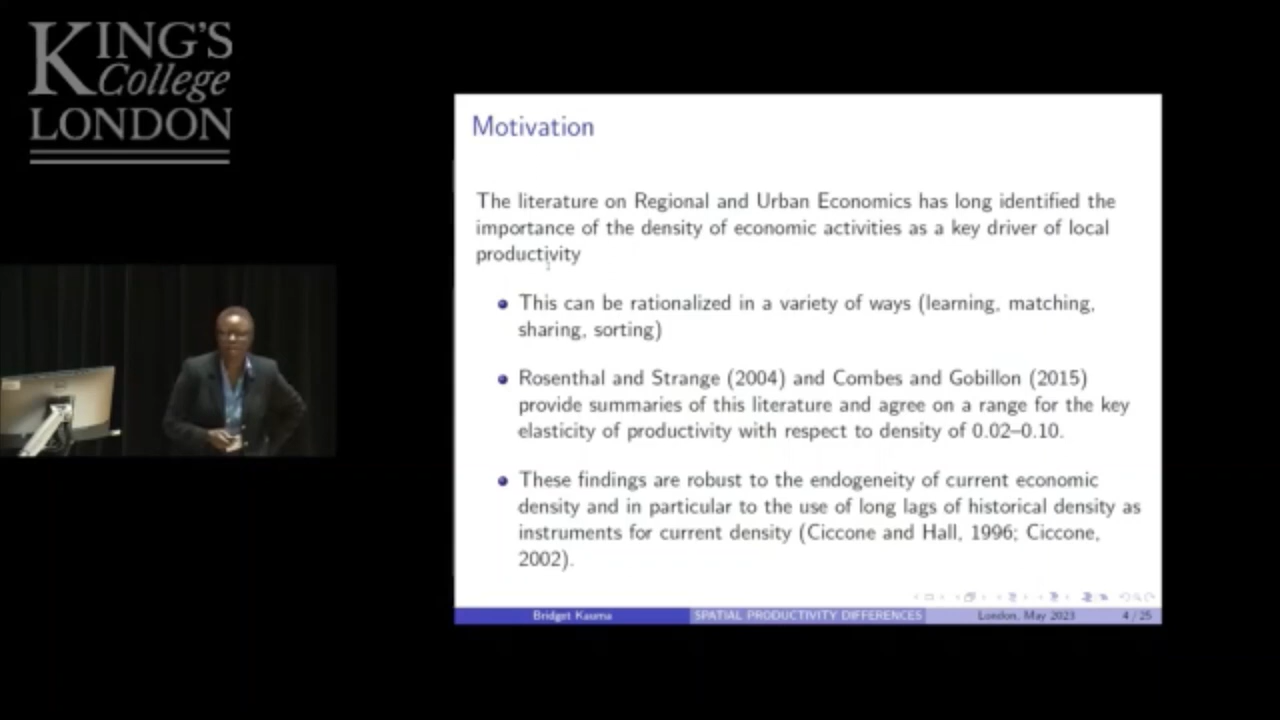 KING'S
College
LONDON
Motivation
The literature on Regional and Urban Economics has long identified the
importance of the density of economic activities as a key driver of local
productivity
This can be rationalized in a variety of ways (learning, matching,
sharing, sorting)
Rosenthal and Strange (2004) and Combes and Gobillon (2015)
provide summaries of this literature and agree on a range for the key
elasticity of productivity with respect to density of 0.02–0.10.
These findings are robust to the endogeneity of current economic
density and in particular to the use of long lags of historical density as
instruments for current density (Ciccone and Hall, 1996; Ciccone,
2002).
Bridget Kauma SPATIAL PRODUCTIVITY DIFFERENCES London, May 2023 4 / 25